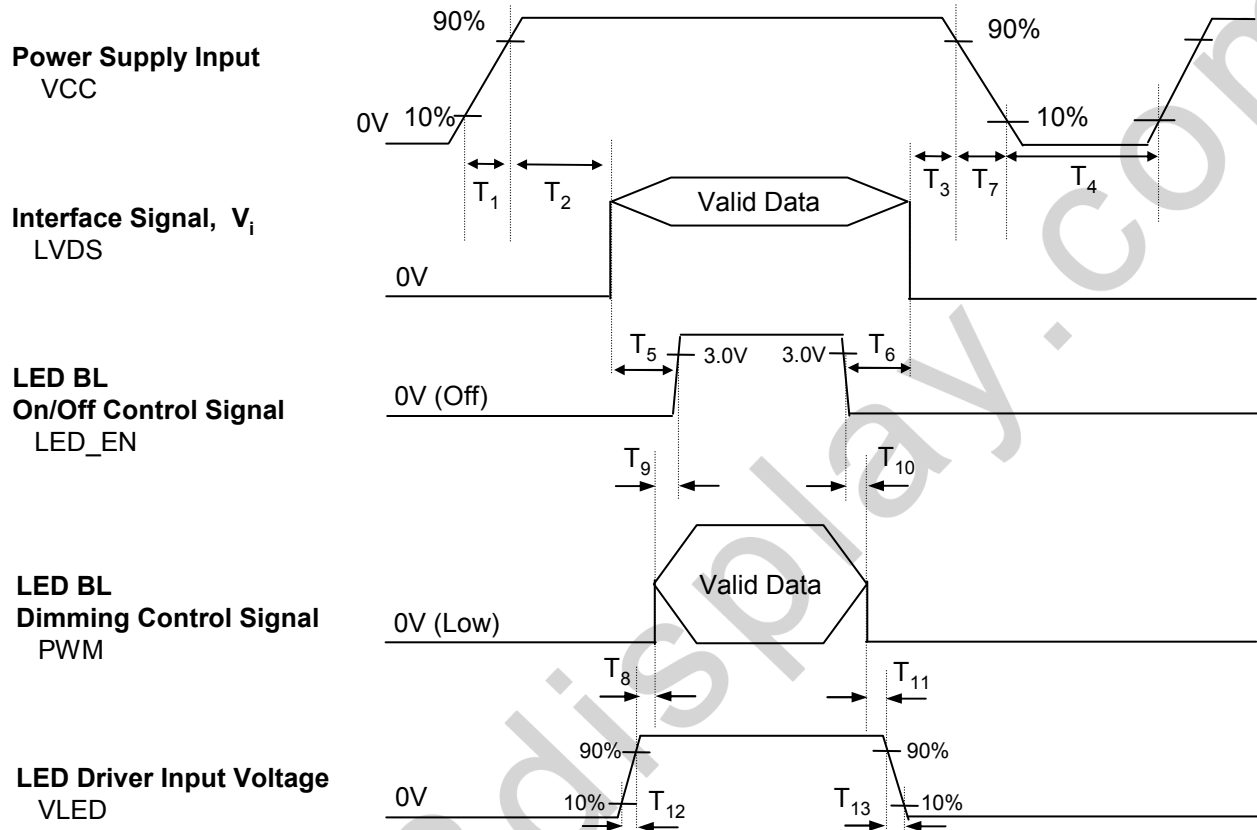 90%
90%
Power Supply Input
VCC
0V
10%
10%
T1
T2
T3
T7
T4
Interface Signal, Vi
LVDS
Valid Data
0V
LED BL
On/Off Control Signal
LED_EN
T5
3.0V
3.0V
T6
0V (Off)
T9
T10
LED BL
Dimming Control Signal
PWM
Valid Data
0V (Low)
T8
T11
LED Driver Input Voltage
VLED
90%
90%
0V
10%
T12
T13
10%
display.com